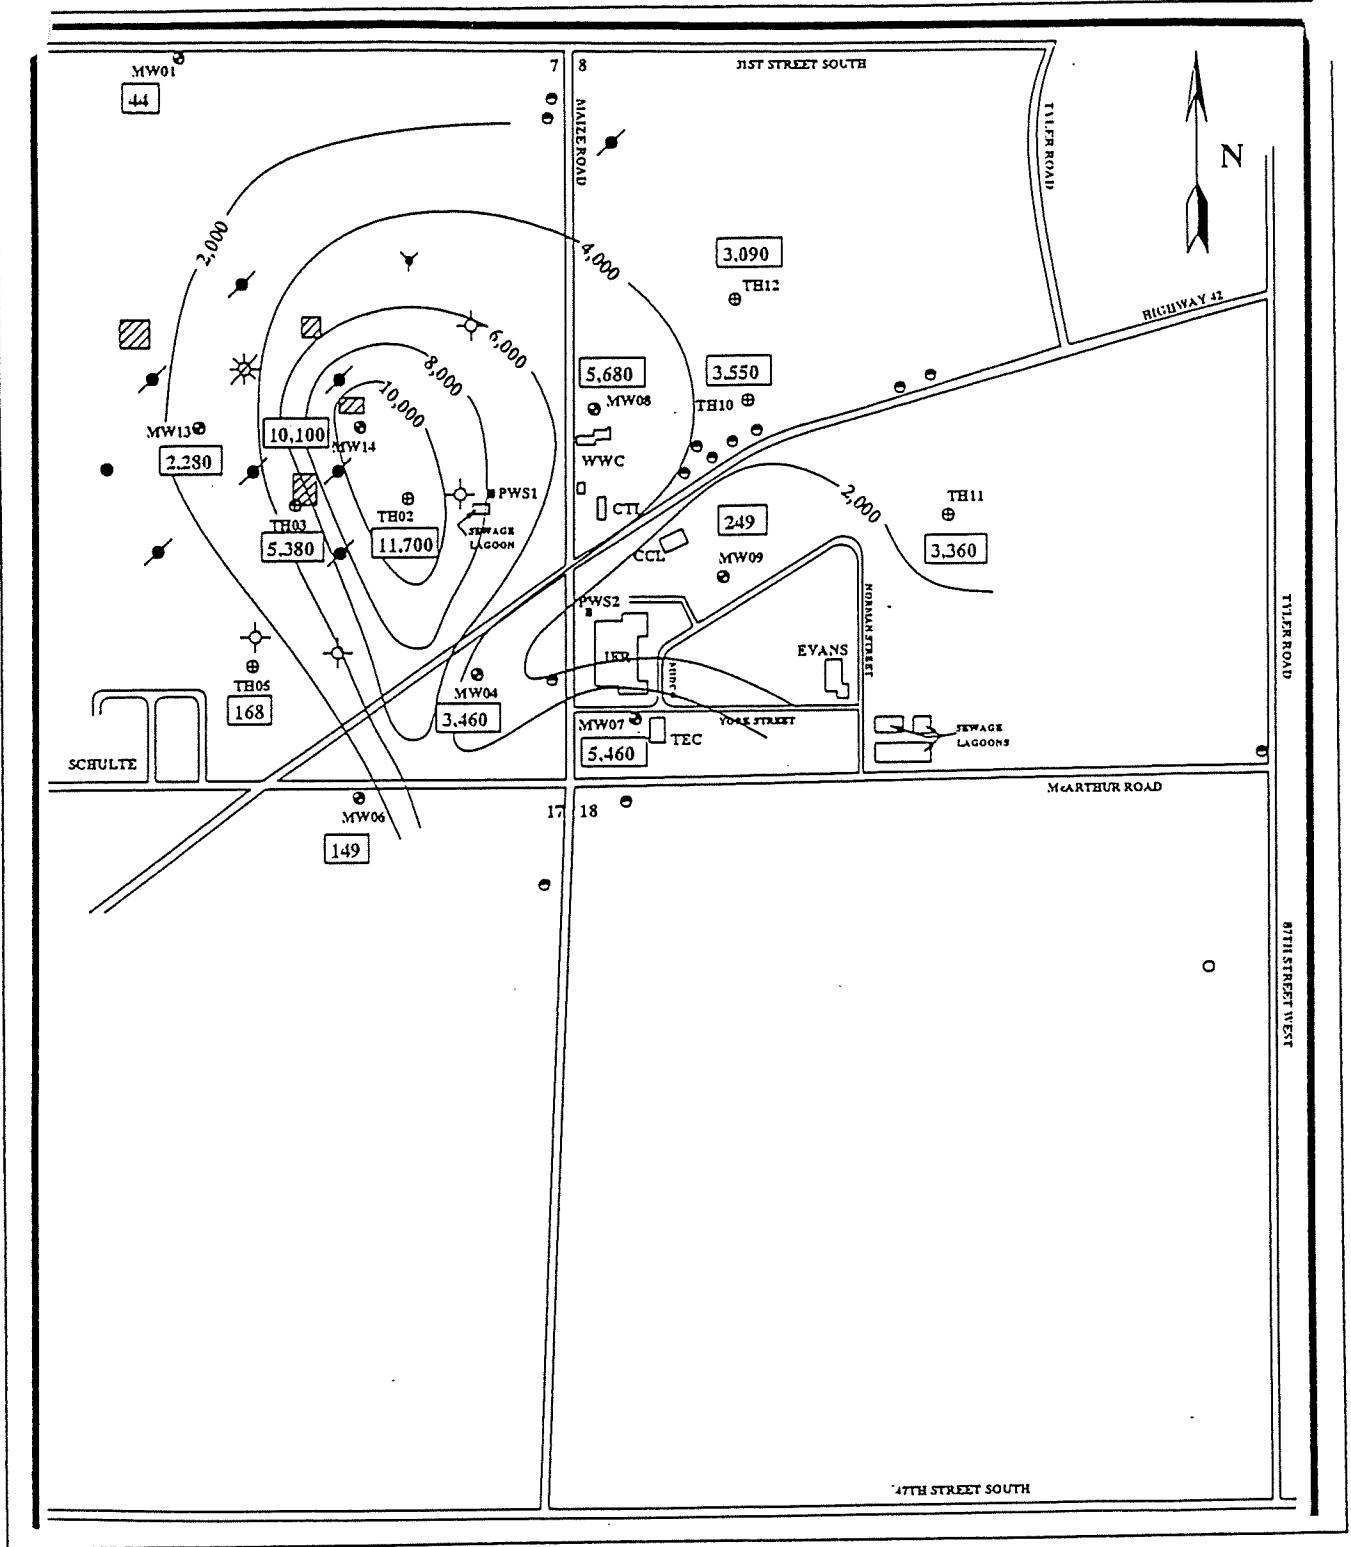 7 8
31ST STREET SOUTH
MW01
44
MAIZE ROAD
TYLER ROAD
N
2,000
4,000
3.090
TH12
HIGHWAY 42
6,000
8,000
5,680
3.550
10,000
MW08
TH10
MW13
10,100
MW14
2.280
WWC
2,000
TH11
PWS1
TH02
TH03
CTL
249
SEWAGE
LAGOON
5,380
11.700
3,360
CCL
MW09
PWS2
NORMAN STREET
TYLER ROAD
EVANS
TH05
MW04
168
3,460
MW07
YORK STREET
SEWAGE
LAGOONS
TEC
5,460
SCHULTE
McARTHUR ROAD
MW06
17 18
149
87TH STREET WEST
47TH STREET SOUTH